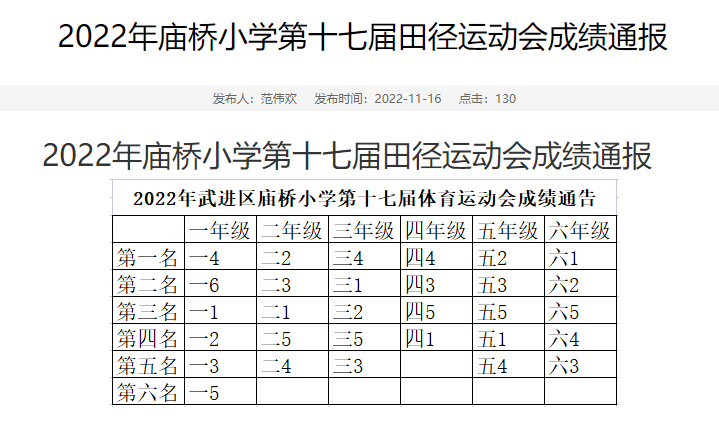 2022年庙桥小学第十七届田径运动会成绩通报
发布人：范伟欢 发布时间：2022-11-16 点击：130
2022年庙桥小学第十七届田径运动会成绩通报
2022年武进区庙桥小学第十七届体育运动会成绩通告
一年级 二年级 三年级 四年级 五年级 六年级
第一名 一4 二2 三4 四4 五2 六1
第二名 一6 二3 三1 四3 五3 六2
第三名 一1 二1 三2 四5 五5 六5
第四名 一2 二5 三5 四1 五1 六4
第五名 一3 二4 三3 五4 六3
第六名 一5